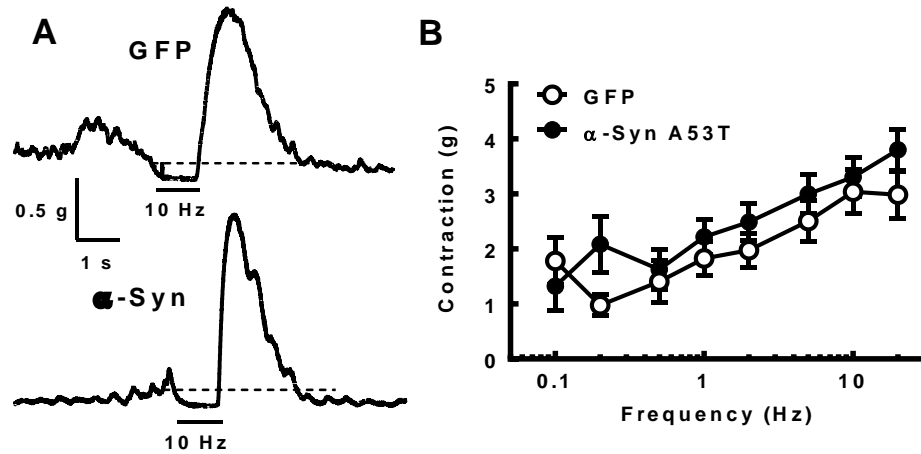 A
GFP
0.5 g
1 s
10 Hz
α-Syn
10 Hz
B
GFP
α-Syn A53T
Contraction (g)
5
4
3
2
1
0
0.1 1 10
Frequency (Hz)